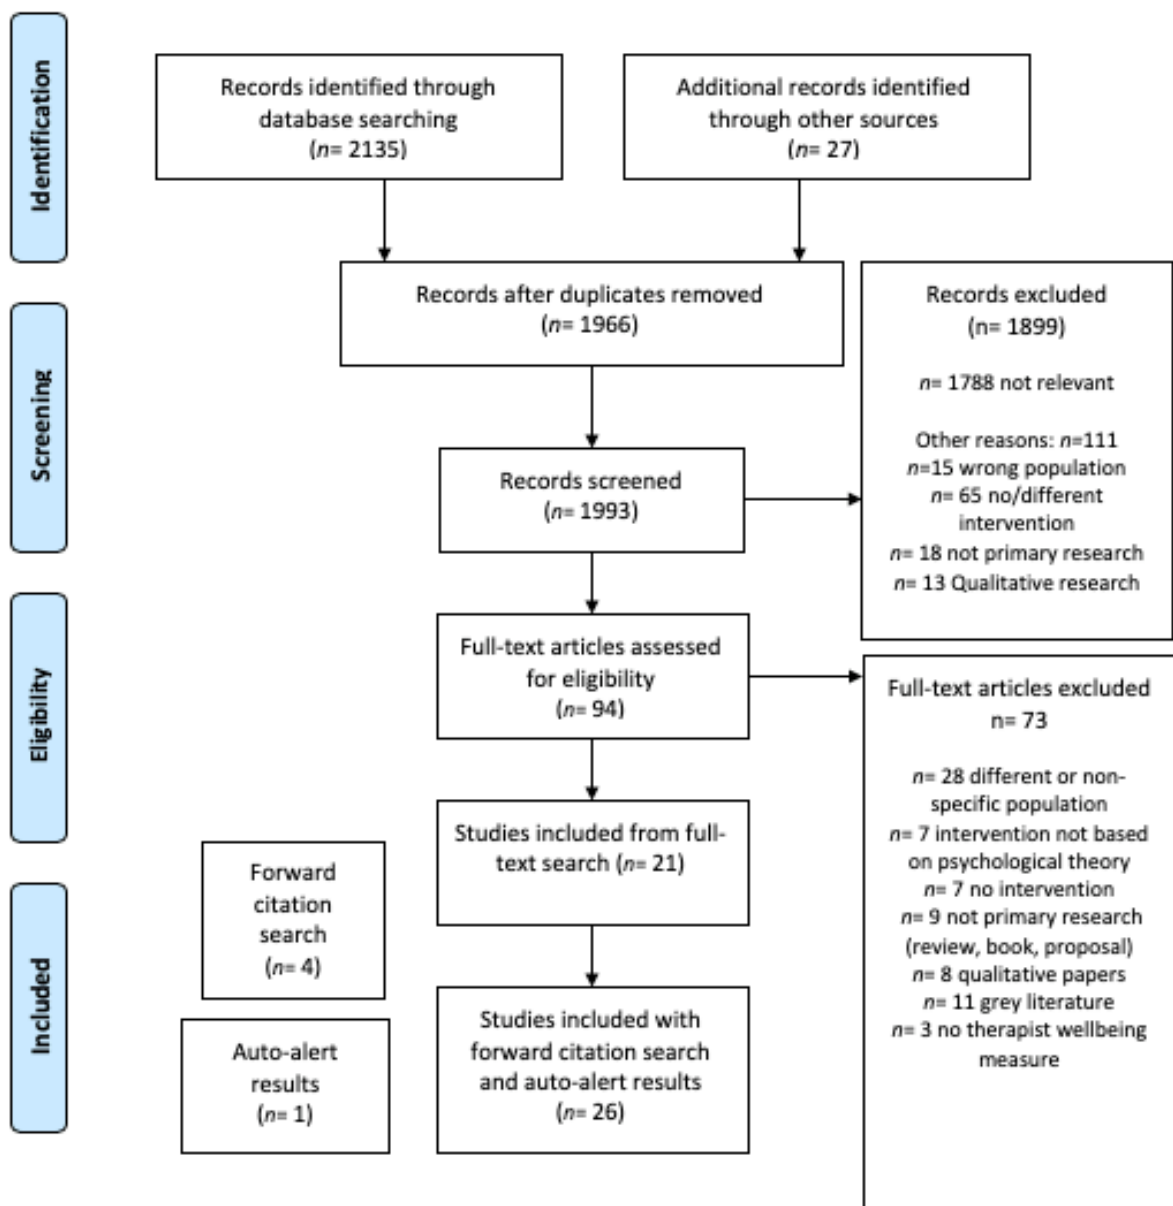 Identification
Records identified through
database searching
(n= 2135)
Additional records identified
through other sources
(n= 27)
Records after duplicates removed
(n= 1966)
Records excluded
(n= 1899)
n= 1788 not relevant
Other reasons: n=111
n=15 wrong population
n= 65 no/different
intervention
n= 18 not primary research
n= 13 Qualitative research
Screening
Records screened
(n= 1993)
Eligibility
Full-text articles assessed
for eligibility
(n= 94)
Full-text articles excluded
n= 73
n= 28 different or non-
specific population
n= 7 intervention not based
on psychological theory
n= 7 no intervention
n= 9 not primary research
(review, book, proposal)
n= 8 qualitative papers
n= 11 grey literature
n= 3 no therapist wellbeing
measure
Studies included from full-
text search (n= 21)
Included
Forward
citation
search
(n= 4)
Auto-alert
results
(n= 1)
Studies included with
forward citation search
and auto-alert results
(n= 26)